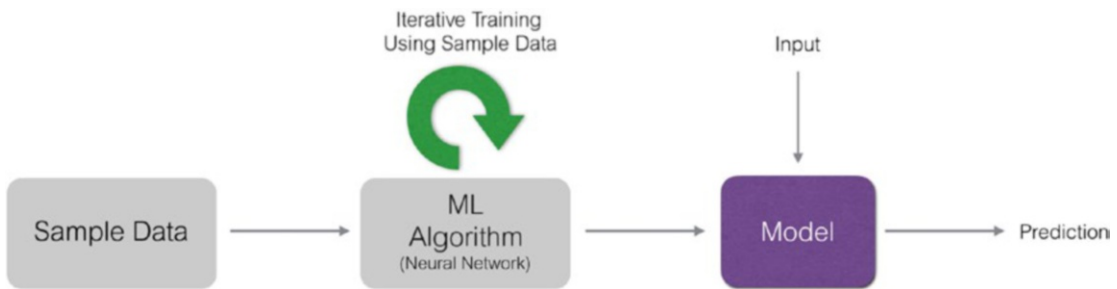 Iterative Training
Using Sample Data
Input
Sample Data
ML
Algorithm
(Neural Network)
Model
Prediction